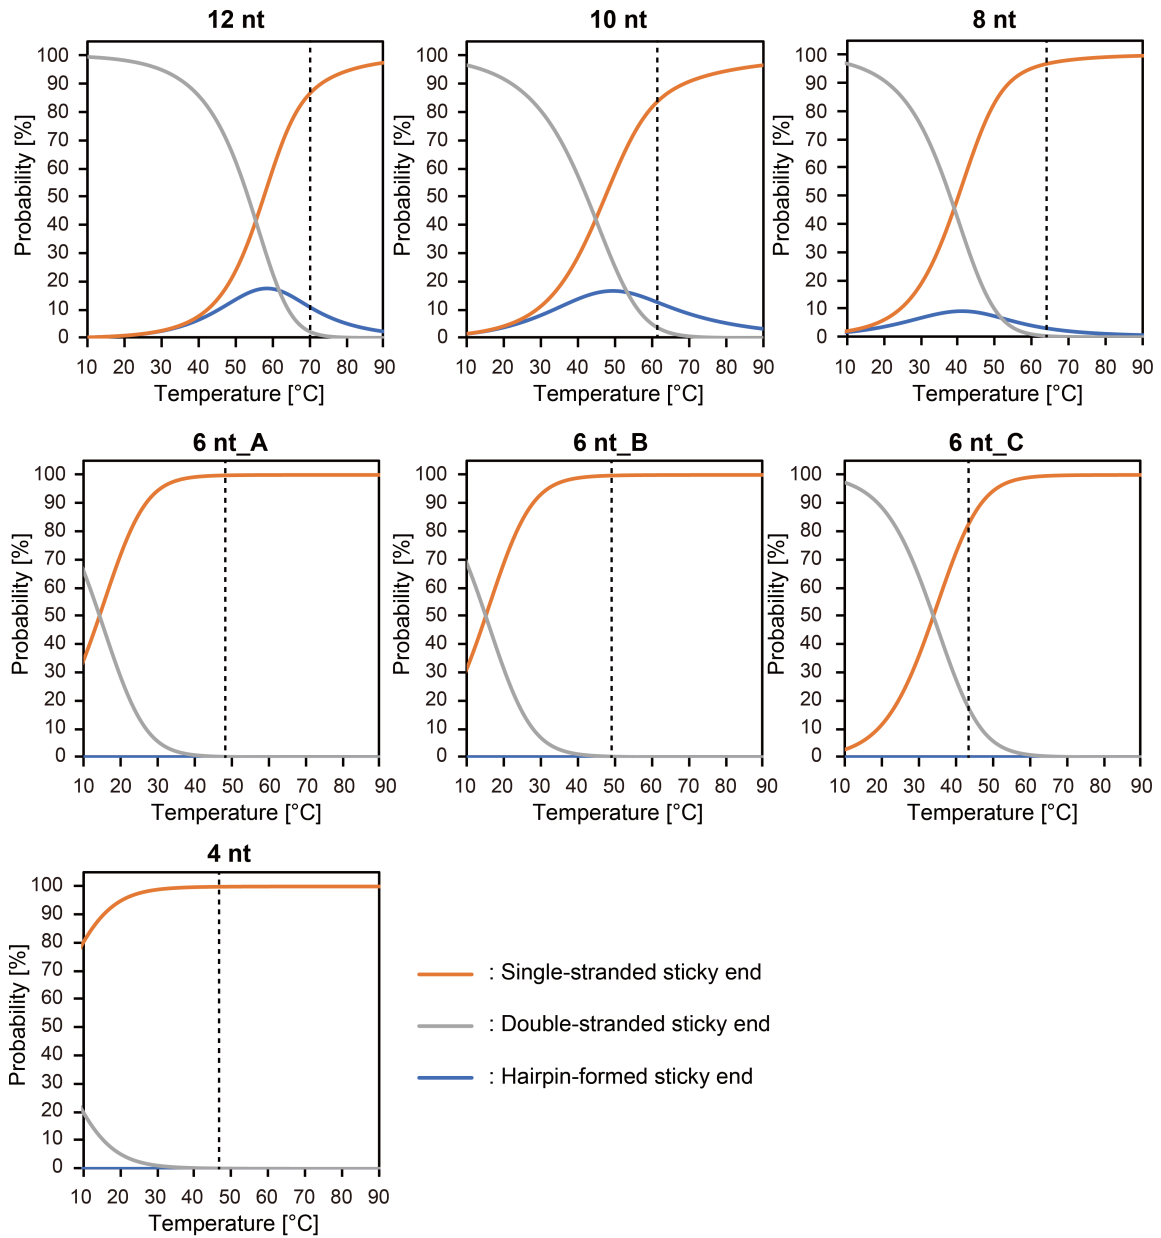 12 nt
10 nt
8 nt
Probability [%]
100
90
80
70
60
50
40
30
20
10
0
10 20 30 40 50 60 70 80 90
Temperature [°C]
Probability [%]
100
90
80
70
60
50
40
30
20
10
0
10 20 30 40 50 60 70 80 90
Temperature [°C]
Probability [%]
100
90
80
70
60
50
40
30
20
10
0
10 20 30 40 50 60 70 80 90
Temperature [°C]
6 nt_A
6 nt_B
6 nt_C
Probability [%]
100
90
80
70
60
50
40
30
20
10
0
10 20 30 40 50 60 70 80 90
Temperature [°C]
Probability [%]
100
90
80
70
60
50
40
30
20
10
0
10 20 30 40 50 60 70 80 90
Temperature [°C]
Probability [%]
100
90
80
70
60
50
40
30
20
10
0
10 20 30 40 50 60 70 80 90
Temperature [°C]
4 nt
Probability [%]
100
90
80
70
60
50
40
30
20
10
0
10 20 30 40 50 60 70 80 90
Temperature [°C]
: Single-stranded sticky end
: Double-stranded sticky end
: Hairpin-formed sticky end